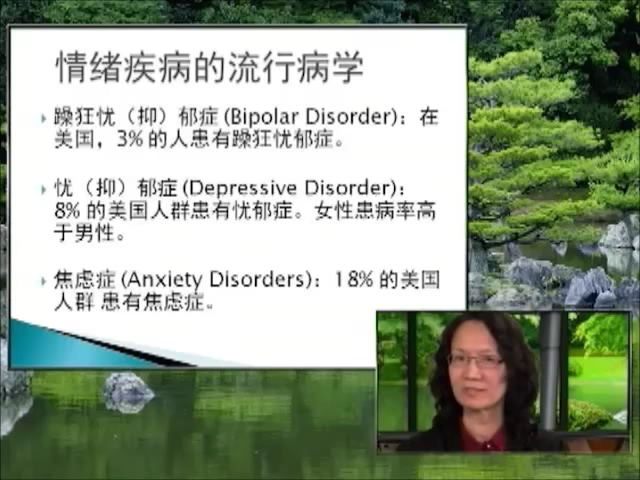 情绪疾病的流行病学
躁狂忧（抑）郁症 (Bipolar Disorder)：在
美国，3% 的人患有躁狂忧郁症。
忧（抑）郁症 (Depressive Disorder)：
8% 的美国人群患有忧郁症。女性患病率高
于男性。
焦虑症 (Anxiety Disorders)：18% 的美国
人群 患有焦虑症。